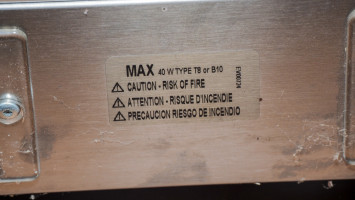 MAX 40 W TYPE T8 or B10
⚠ CAUTION - RISK OF FIRE
⚠ ATTENTION - RISQUE D'INCENDIE
⚠ PRECAUCION RIESGO DE INCENDIO